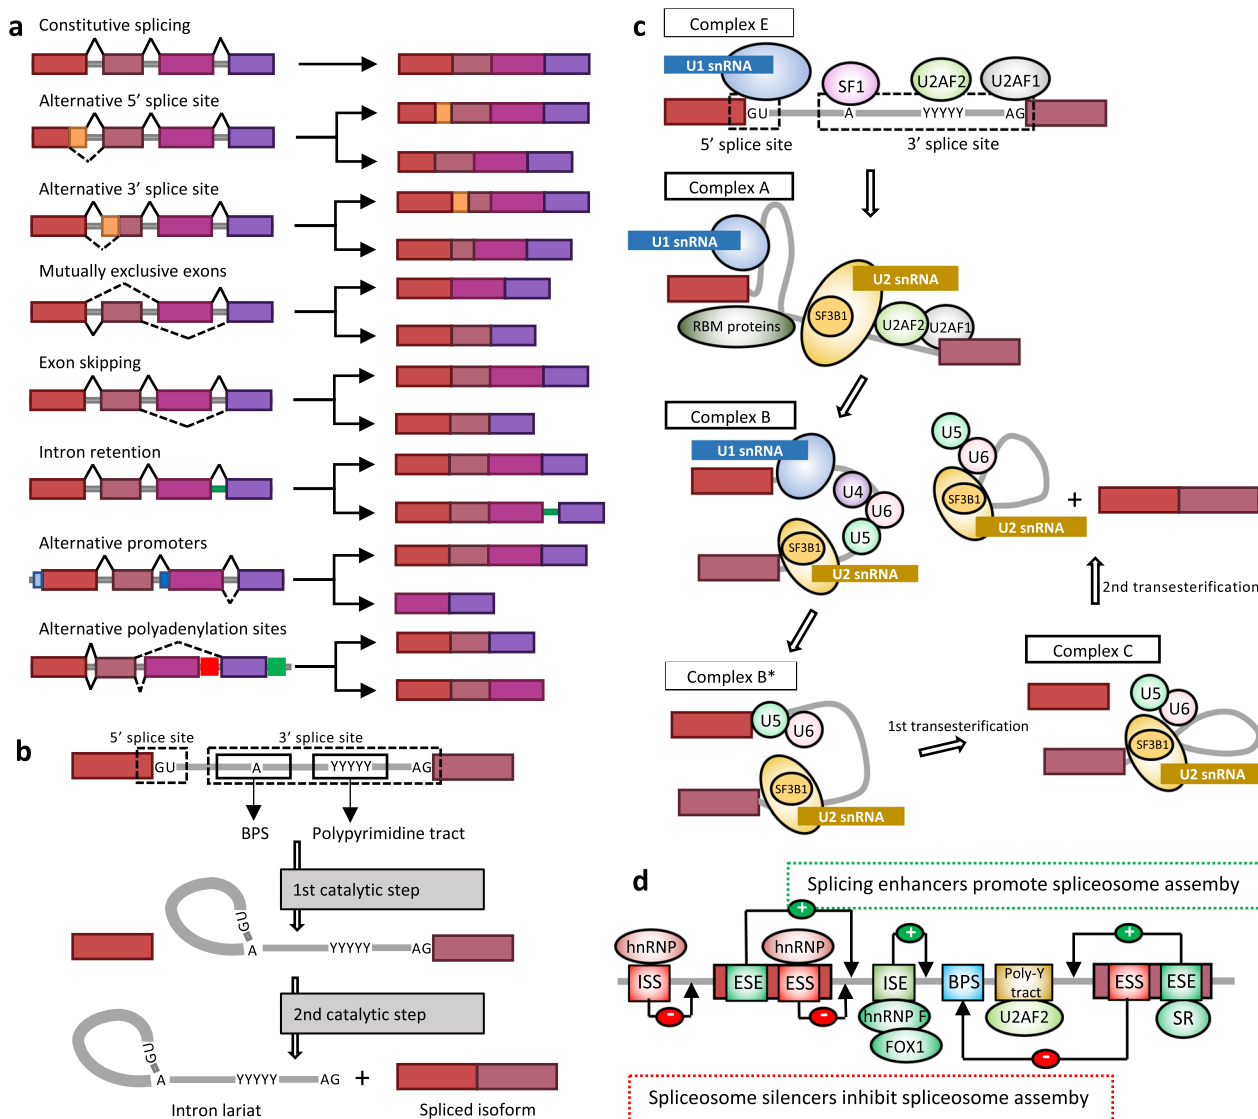 a
Constitutive splicing
Alternative 5’ splice site
Alternative 3’ splice site
Mutually exclusive exons
Exon skipping
Intron retention
Alternative promoters
Alternative polyadenylation sites
b
5’ splice site
3’ splice site
GU
A
YYYYY
AG
BPS
Polypyrimidine tract
1st catalytic step
GU
A
YYYYY
AG
2nd catalytic step
GU
A
YYYYY
AG
+
Intron lariat
Spliced isoform
c
Complex E
U1 snRNA
SF1
U2AF2
U2AF1
GU
A
YYYYY
AG
5’ splice site
3’ splice site
Complex A
U1 snRNA
U2 snRNA
SF3B1
RBM proteins
U2AF2
U2AF1
Complex B
U1 snRNA
U4
U6
U5
SF3B1
U2 snRNA
U5
U6
SF3B1
U2 snRNA
+
2nd transesterification
Complex B*
U5
U6
SF3B1
U2 snRNA
1st transesterification
Complex C
U5
U6
SF3B1
U2 snRNA
d
Splicing enhancers promote spliceosome assembly
+
+
+
hnRNP
hnRNP
ISS
ESE
ESS
ISE
BPS
Poly-Y
tract
ESS
ESE
hnRNP F
FOX1
U2AF2
SR
-
-
-
Spliceosome silencers inhibit spliceosome assembly